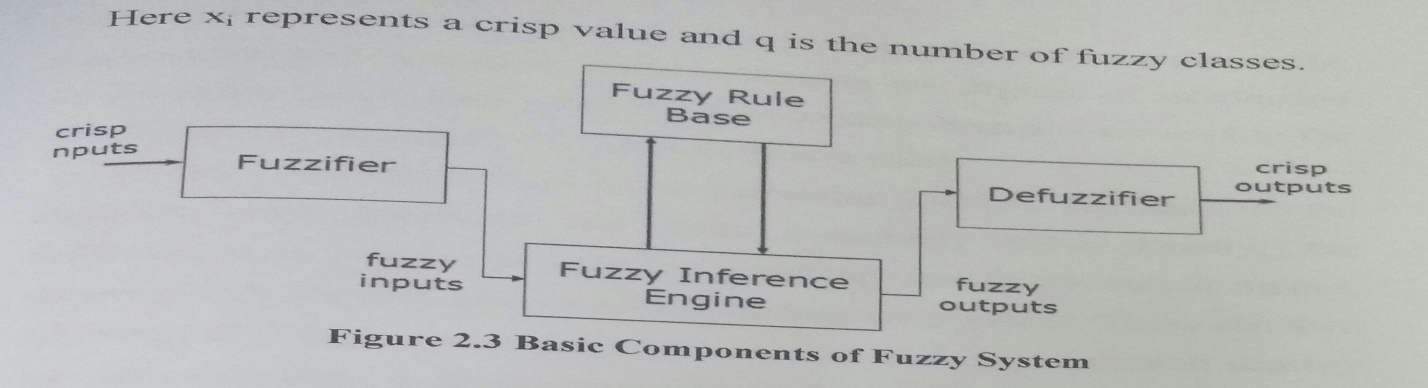 Here xᵢ represents a crisp value and q is the number of fuzzy classes.
Fuzzy Rule
Base
crisp
nputs
Fuzzifier
crisp
outputs
Defuzzifier
fuzzy
inputs
Fuzzy Inference
Engine
fuzzy
outputs
Figure 2.3 Basic Components of Fuzzy System